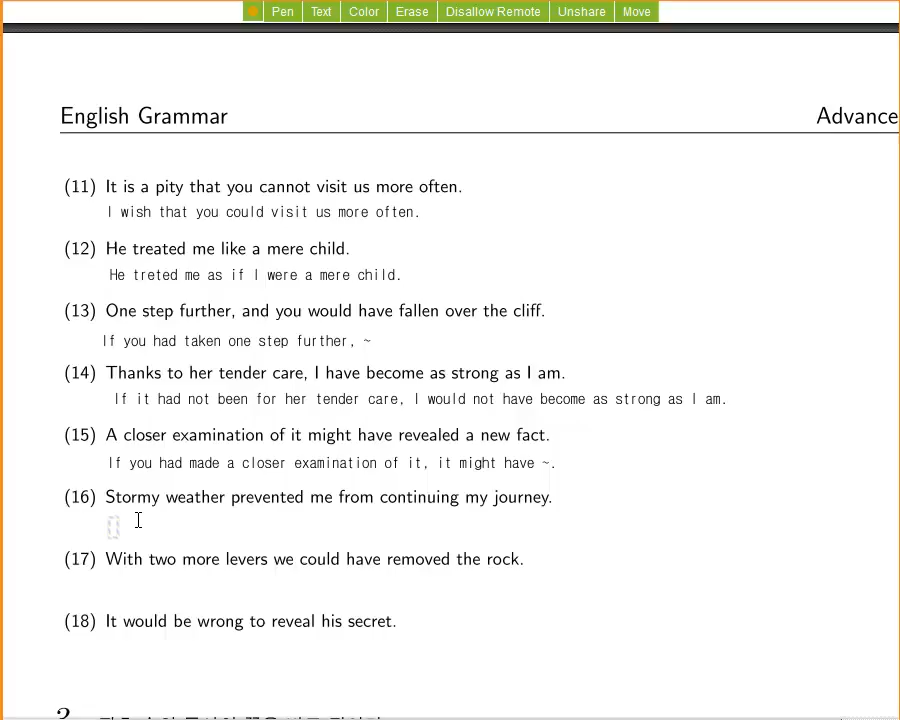 Pen Text Color Erase Disallow Remote Unshare Move
English Grammar Advance
(11) It is a pity that you cannot visit us more often.
I wish that you could visit us more often.
(12) He treated me like a mere child.
He treted me as if I were a mere child.
(13) One step further, and you would have fallen over the cliff.
If you had taken one step further, ~
(14) Thanks to her tender care, I have become as strong as I am.
If it had not been for her tender care, I would not have become as strong as I am.
(15) A closer examination of it might have revealed a new fact.
If you had made a closer examination of it, it might have ~.
(16) Stormy weather prevented me from continuing my journey.
(17) With two more levers we could have removed the rock.
(18) It would be wrong to reveal his secret.